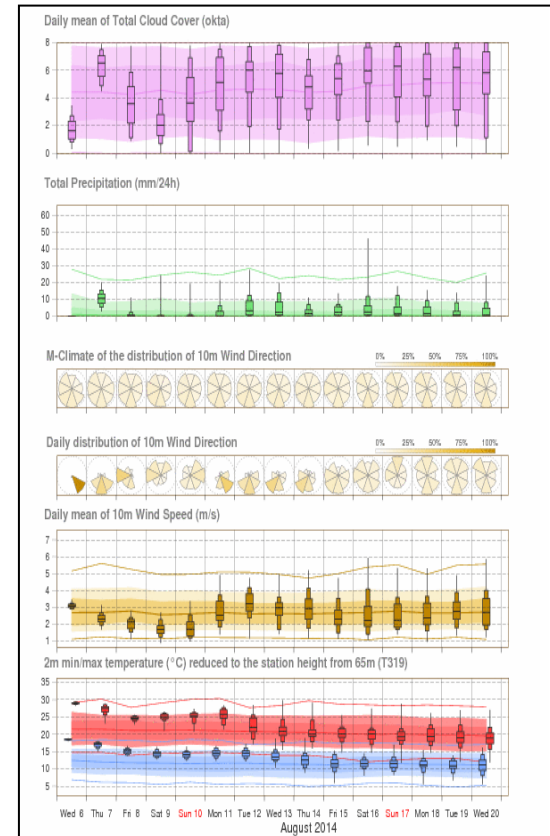 Daily mean of Total Cloud Cover (okta)
8
6
4
2
0
Total Precipitation (mm/24h)
60
50
40
30
20
10
0
M-Climate of the distribution of 10m Wind Direction
0% 25% 50% 75% 100%
Daily distribution of 10m Wind Direction
0% 25% 50% 75% 100%
Daily mean of 10m Wind Speed (m/s)
7
6
5
4
3
2
1
2m min/max temperature (°C) reduced to the station height from 65m (T319)
35
30
25
20
15
10
5
Wed 6 Thu 7 Fri 8 Sat 9 Sun 10 Mon 11 Tue 12 Wed 13 Thu 14 Fri 15 Sat 16 Sun 17 Mon 18 Tue 19 Wed 20
August 2014